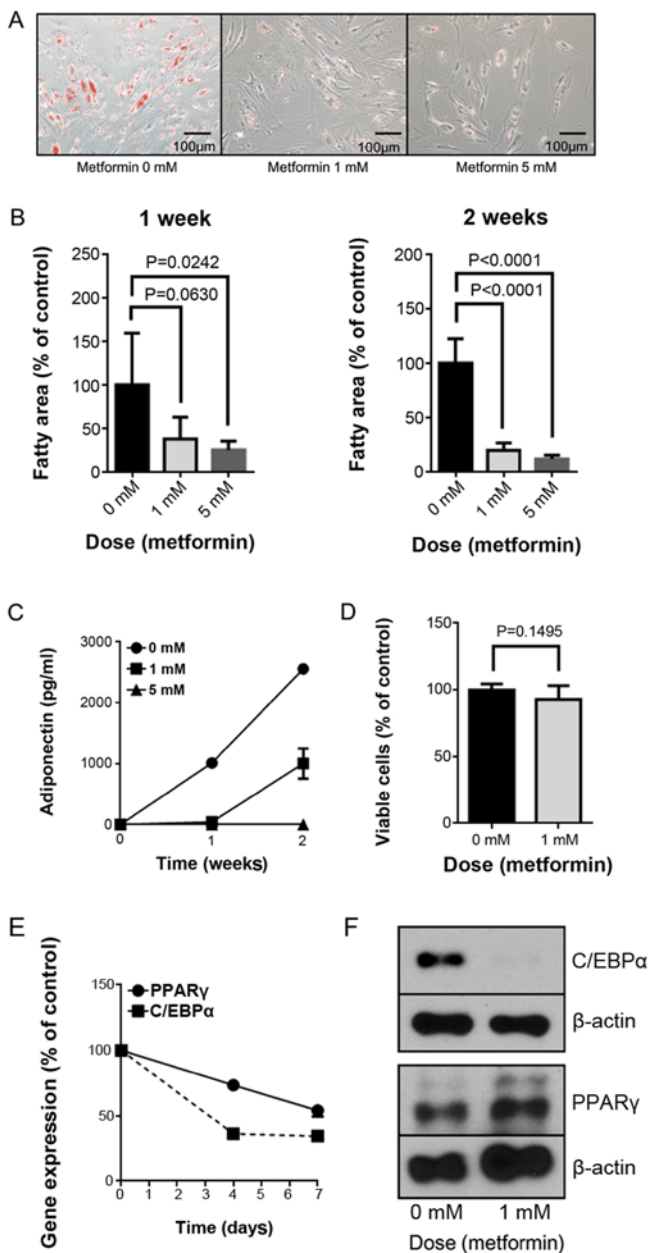 A
100μm
100μm
100μm
Metformin 0 mM
Metformin 1 mM
Metformin 5 mM
B
1 week
Fatty area (% of control)
250
200
150
100
50
0
P=0.0242
P=0.0630
0 mM
1 mM
5 mM
Dose (metformin)
2 weeks
Fatty area (% of control)
200
150
100
50
0
P<0.0001
P<0.0001
0 mM
1 mM
5 mM
Dose (metformin)
C
Adiponectin (pg/ml)
3000
2000
1000
0
0 mM
1 mM
5 mM
0
1
2
Time (weeks)
D
Viable cells (% of control)
150
100
50
0
P=0.1495
0 mM
1 mM
Dose (metformin)
E
Gene expression (% of control)
150
100
50
0
PPARγ
C/EBPα
0 1 2 3 4 5 6 7
Time (days)
F
C/EBPα
β-actin
PPARγ
β-actin
0 mM
1 mM
Dose (metformin)